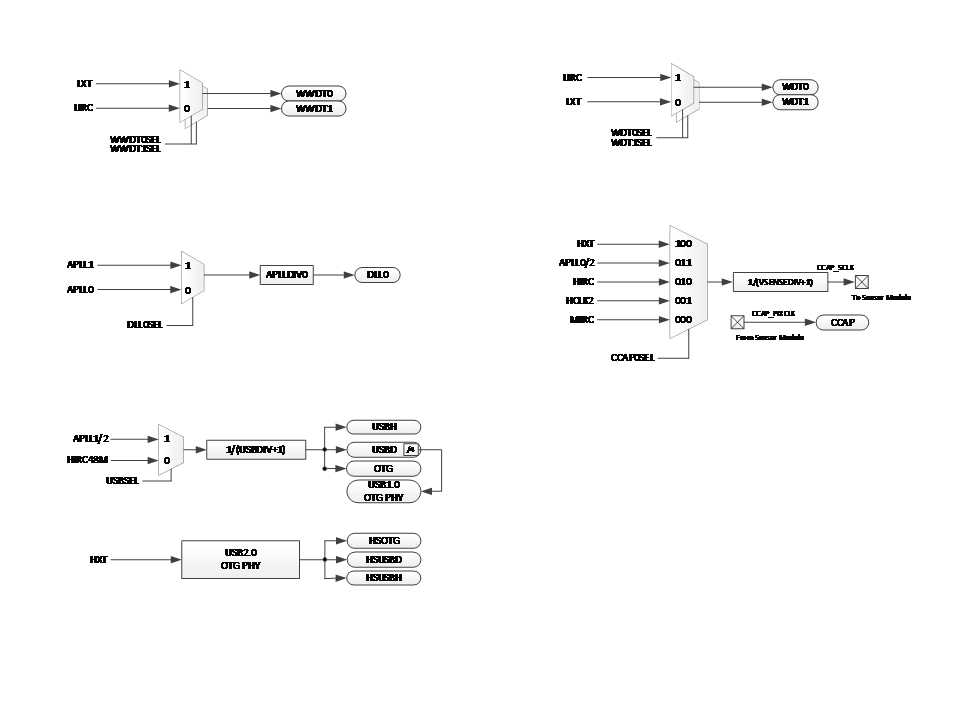 LXT
1
WWDT0
LIRC
0
WWDT1
WWDT0SEL
WWDT1SEL
LIRC
1
WDT0
LXT
0
WDT1
WDT0SEL
WDT1SEL
APLL1
1
APLLDIV0
DLL0
APLL0
0
DLL0SEL
HXT
100
APLL0/2
011
HIRC
010
HCLK2
001
MIRC
000
CCAP0SEL
1/(VSENSEDIV+1)
CCAP_SCLK
To Sensor Module
CCAP_PIXCLK
CCAP
From Sensor Module
APLL1/2
1
HIRC48M
0
USBSEL
1/(USBDIV+1)
USBH
USBD
/4
OTG
USB1.0
OTG PHY
HXT
USB2.0
OTG PHY
HSOTG
HSUSBD
HSUSBH